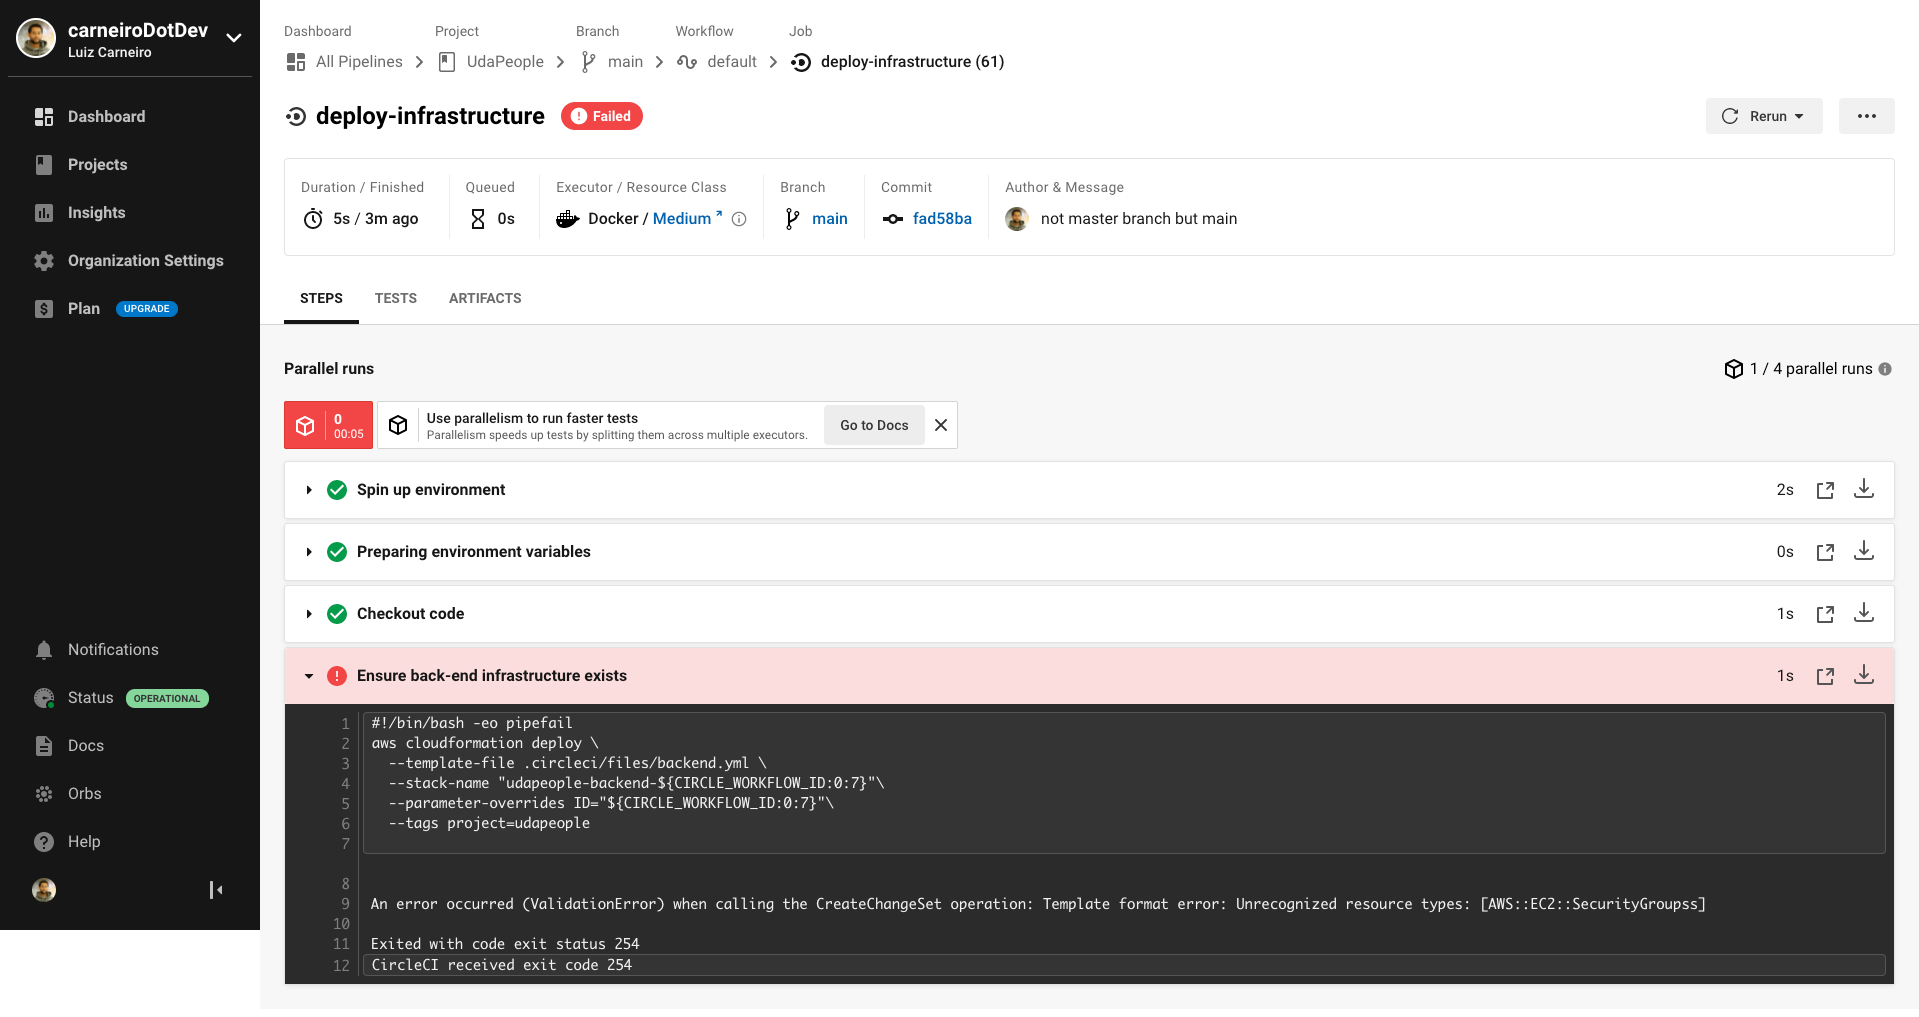 carneiroDotDev
Luiz Carneiro
Dashboard
Projects
Insights
Organization Settings
Plan UPGRADE
Notifications
Status OPERATIONAL
Docs
Orbs
Help
Dashboard Project Branch Workflow Job
All Pipelines UdaPeople main default deploy-infrastructure (61)
deploy-infrastructure Failed
Rerun
Duration / Finished Queued Executor / Resource Class Branch Commit Author & Message
5s / 3m ago 0s Docker / Medium main fad58ba not master branch but main
STEPS TESTS ARTIFACTS
Parallel runs 1 / 4 parallel runs
0
00:05
Use parallelism to run faster tests
Parallelism speeds up tests by splitting them across multiple executors.
Go to Docs
Spin up environment 2s
Preparing environment variables 0s
Checkout code 1s
Ensure back-end infrastructure exists 1s
1 #!/bin/bash -eo pipefail
2 aws cloudformation deploy \
3 --template-file .circleci/files/backend.yml \
4 --stack-name "udapeople-backend-${CIRCLE_WORKFLOW_ID:0:7}"\
5 --parameter-overrides ID="${CIRCLE_WORKFLOW_ID:0:7}"\
6 --tags project=udapeople
7
8
9 An error occurred (ValidationError) when calling the CreateChangeSet operation: Template format error: Unrecognized resource types: [AWS::EC2::SecurityGroupss]
10
11 Exited with code exit status 254
12 CircleCI received exit code 254